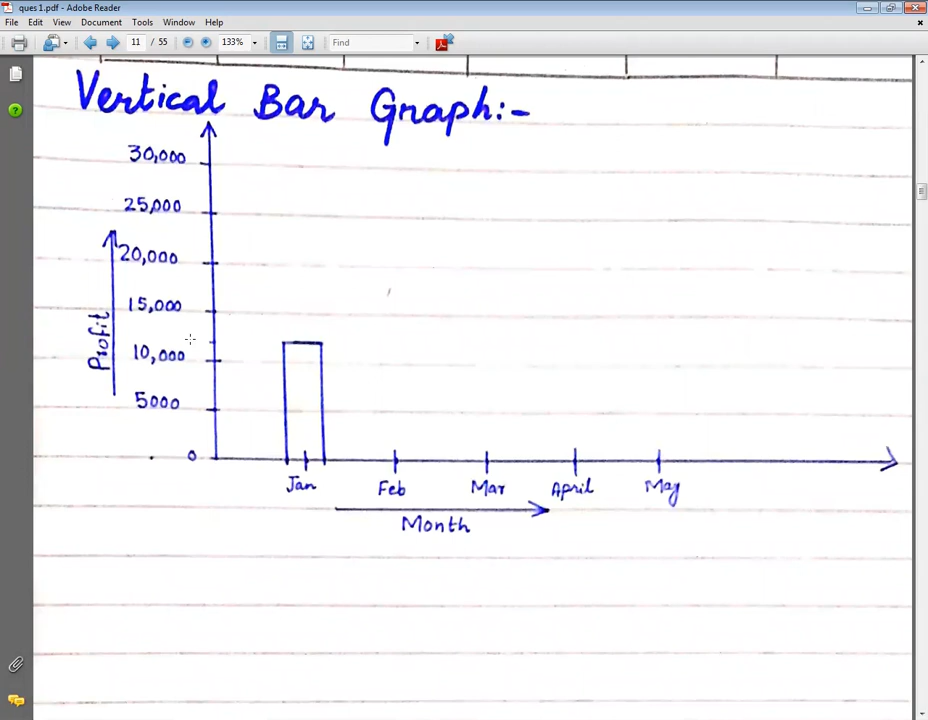 ques 1.pdf - Adobe Reader
File Edit View Document Tools Window Help
11 / 55 133% Find
Vertical Bar Graph:-
30,000
25,000
20,000
15,000
10,000
5000
0
Profit
Jan Feb Mar April May
Month